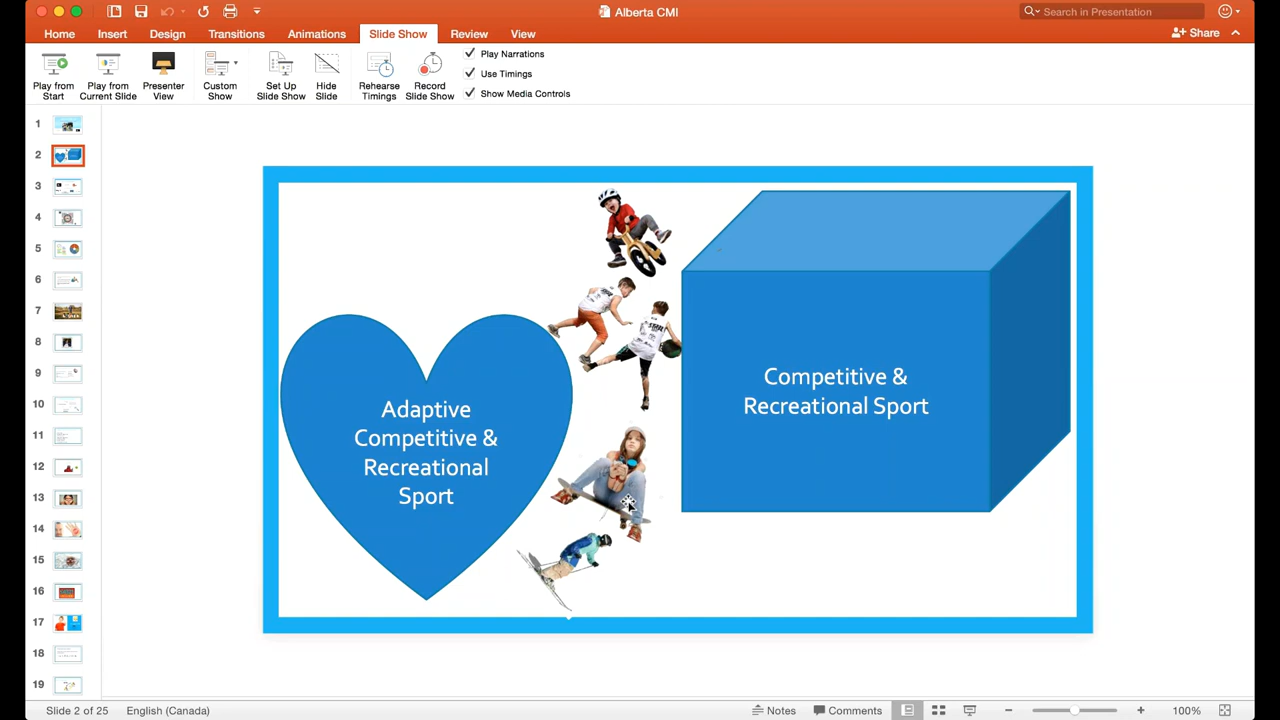 Alberta CMI
Search in Presentation
Home Insert Design Transitions Animations Slide Show Review View
Share
Play from Start
Play from Current Slide
Presenter View
Custom Show
Set Up Slide Show
Hide Slide
Rehearse Timings
Record Slide Show
Play Narrations
Use Timings
Show Media Controls
1
2
3
4
5
6
7
8
9
10
11
12
13
14
15
16
17
18
19
Adaptive
Competitive &
Recreational
Sport
Competitive &
Recreational Sport
Slide 2 of 25 English (Canada) Notes Comments 100%